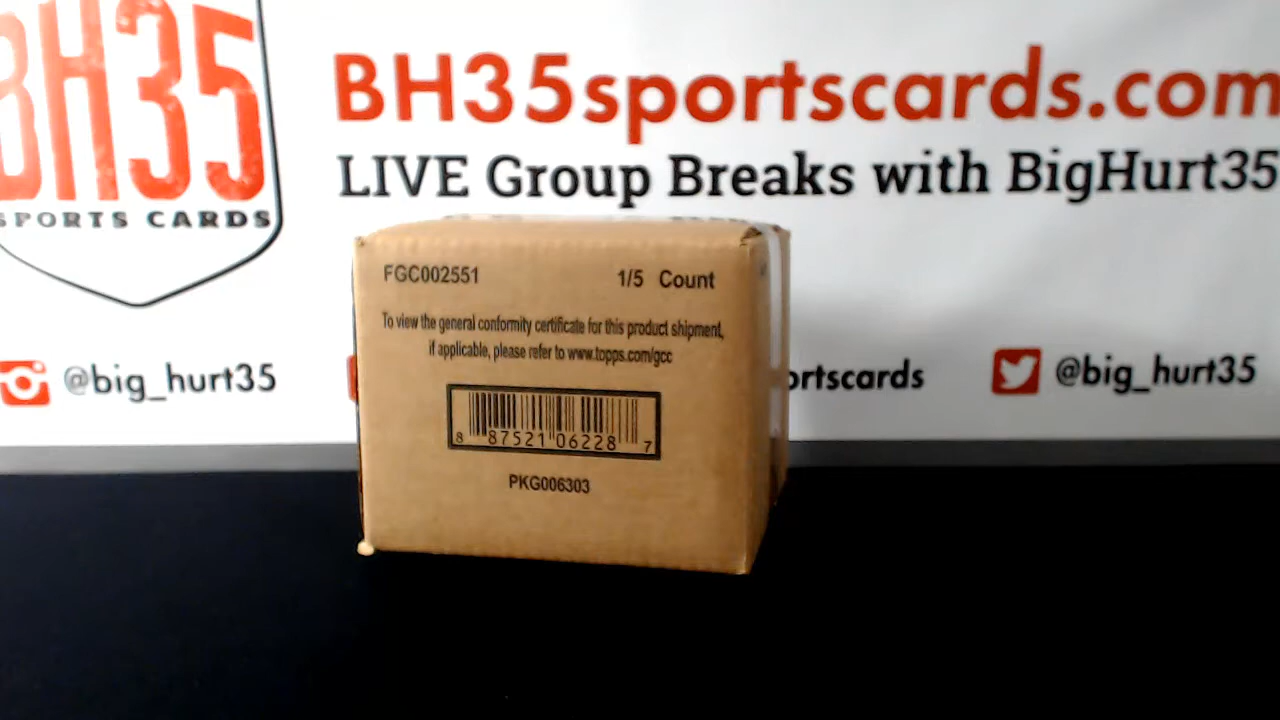 BH35
SPORTS CARDS
BH35sportscards.com
LIVE Group Breaks with BigHurt35
@big_hurt35
ortscards
@big_hurt35
FGC002551 1/5 Count
To view the general conformity certificate for this product shipment,
if applicable, please refer to www.topps.com/gcc
8 87521 06228 7
PKG006303